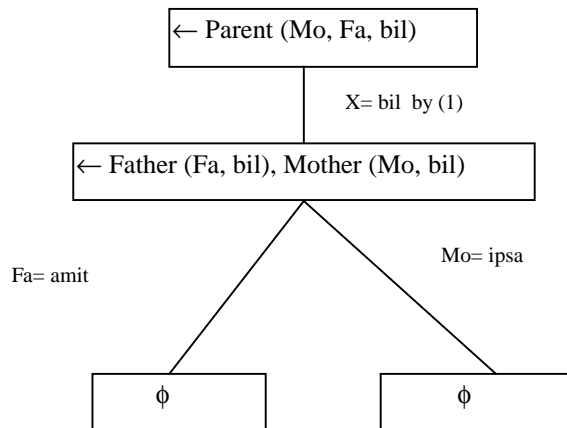 ← Parent (Mo, Fa, bil)
X= bil by (1)
← Father (Fa, bil), Mother (Mo, bil)
Mo= ipsa
Fa= amit
ϕ
ϕ